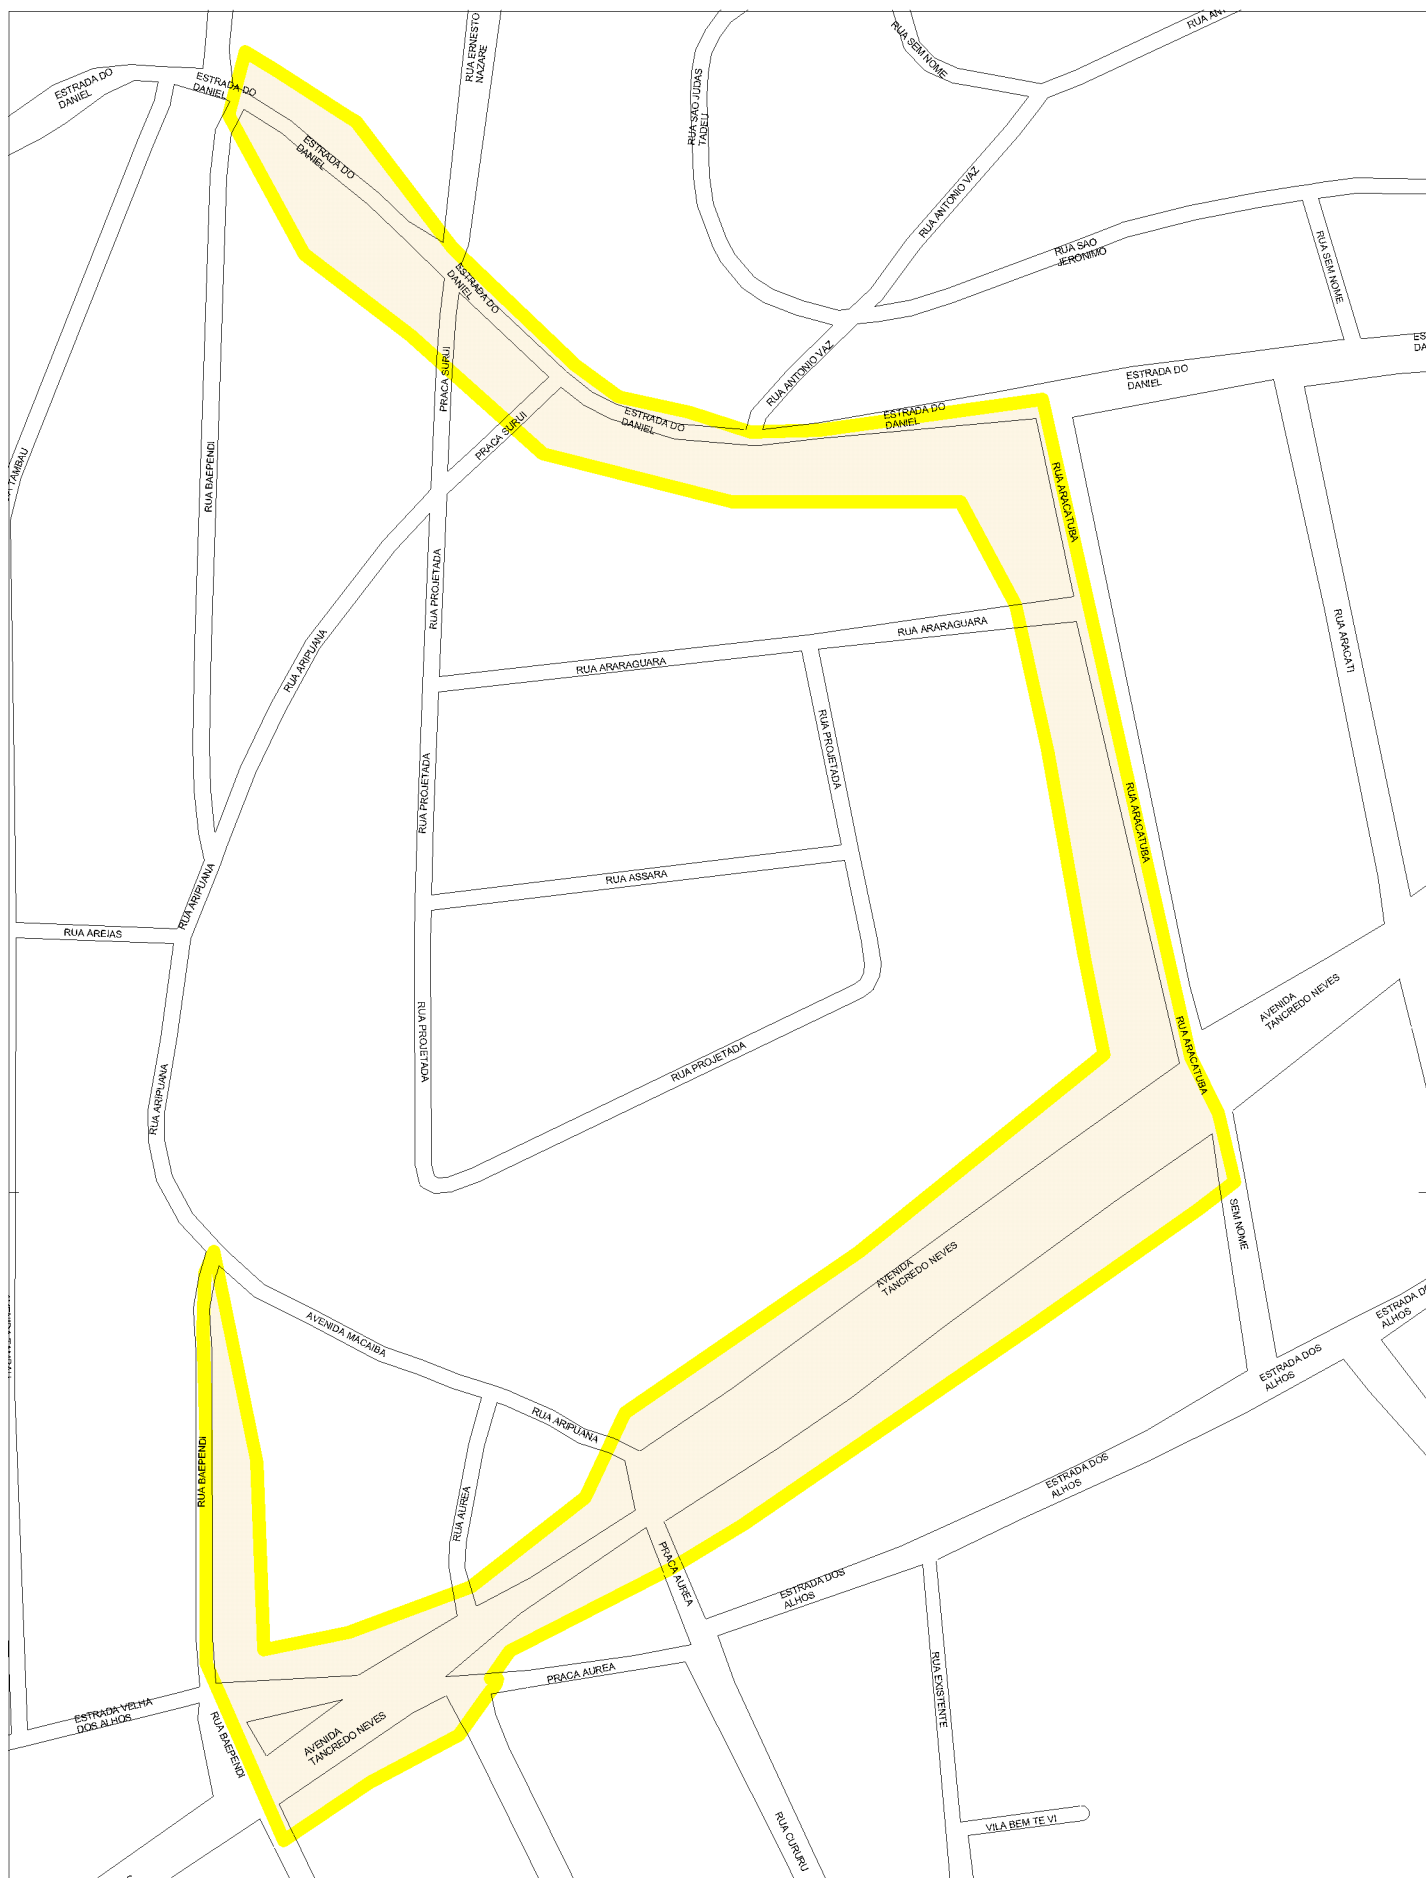 RUA ERNESTO
NAZARE
RUA SEM NOME
ESTRADA DO
DANIEL
ESTRADA DO
DANIEL
RUA SAO JUDAS
TADEU
ESTRADA DO
DANIEL
RUA ANTONIO VAZ
RUA SAO
JERONIMO
RUA SEM NOME
ESTRADA DO
DANIEL
PRACA SURUI
RUA ANTONIO VAZ
ESTRADA DO
DANIEL
ESTRADA DO
DANIEL
ESTRADA DO
DANIEL
PRACA SURUI
RUA BAEPENDI
TAMBAU
RUA ARACATUBA
RUA PROJETADA
RUA ARARAGUARA
RUA ARARAGUARA
RUA ARIPUANA
RUA ARACATI
RUA PROJETADA
RUA PROJETADA
RUA ARACATUBA
RUA ASSARA
RUA ARIPUANA
RUA AREIAS
AVENIDA
TANCREDO NEVES
RUA PROJETADA
RUA PROJETADA
RUA ARACATUBA
RUA ARIPUANA
SEM NOME
AVENIDA
TANCREDO NEVES
AVENIDA MACAIBA
ESTRADA DOS
ALHOS
ESTRADA DOS
ALHOS
RUA ARIPUANA
RUA BAEPENDI
RUA AUREA
ESTRADA DOS
ALHOS
PRACA AUREA
ESTRADA DOS
ALHOS
PRACA AUREA
RUA EXISTENTE
ESTRADA VELHA
DOS ALHOS
RUA BAEPENDI
AVENIDA
TANCREDO NEVES
RUA CURURU
VILA BEM TE VI